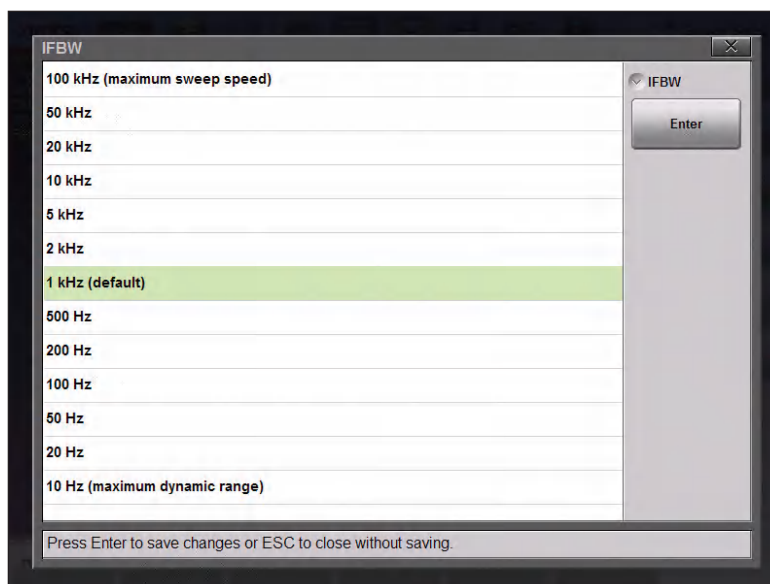 IFBW
100 kHz (maximum sweep speed)
50 kHz
20 kHz
10 kHz
5 kHz
2 kHz
1 kHz (default)
500 Hz
200 Hz
100 Hz
50 Hz
20 Hz
10 Hz (maximum dynamic range)
IFBW
Enter
Press Enter to save changes or ESC to close without saving.